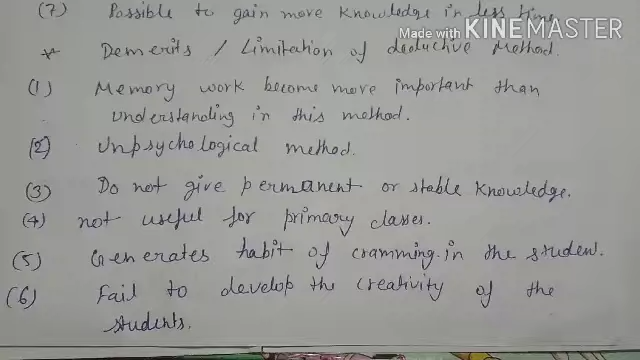 (7) Possible to gain more knowledge in less time
Made with KINEMASTER
* Demerits / Limitation of deductive Method.
(1) Memory work become more important than
understanding in this method.
(2) Unpsychological method.
(3) Do not give permanent or stable knowledge.
(4) not useful for primary classes.
(5) Generates habit of cramming in the student.
(6) Fail to develop the creativity of the
students.